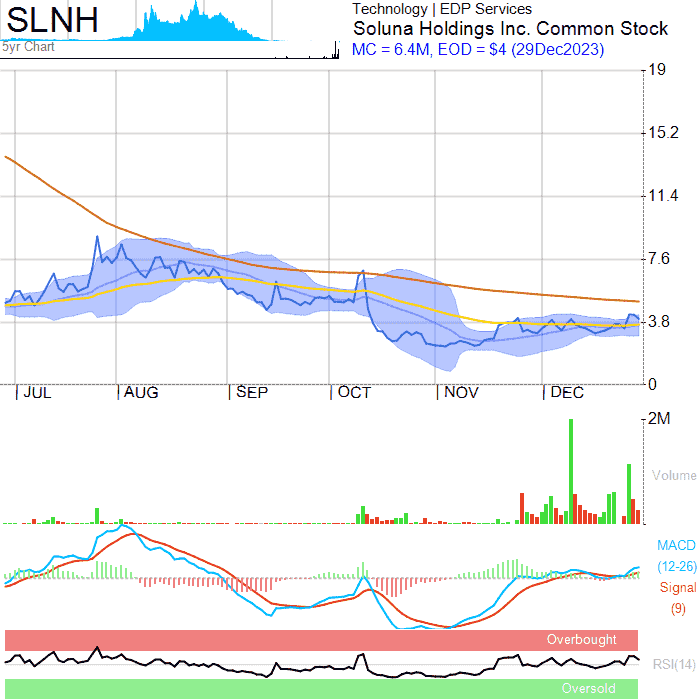 SLNH
5yr Chart
Technology | EDP Services
Soluna Holdings Inc. Common Stock
MC = 6.4M, EOD = $4 (29Dec2023)
19
15.2
11.4
7.6
3.8
0
JUL AUG SEP OCT NOV DEC
2M
Volume
MACD
(12-26)
Signal
(9)
Overbought
RSI(14)
Oversold